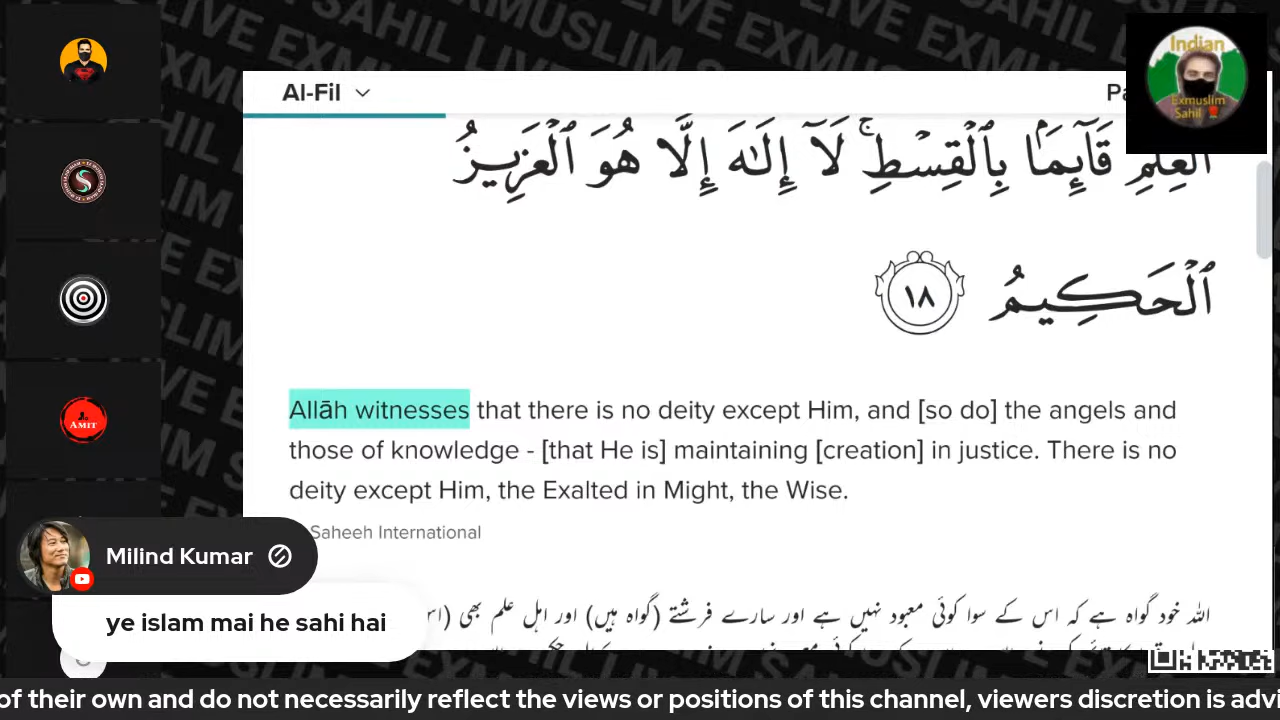 Indian
Exmuslim
Sahil
Al-Fil
ٱلْعِلْمِ قَآئِمًۢا بِٱلْقِسْطِ ۚ لَآ إِلَـٰهَ إِلَّا هُوَ ٱلْعَزِيزُ
ٱلْحَكِيمُ ١٨
Allāh witnesses that there is no deity except Him, and [so do] the angels and
those of knowledge - [that He is] maintaining [creation] in justice. There is no
deity except Him, the Exalted in Might, the Wise.
Saheeh International
AMIT
Milind Kumar
ye islam mai he sahi hai
اللہ خود گواہ ہے کہ اس کے سوا کوئی معبود نہیں ہے اور سارے فرشتے (گواہ ہیں) اور اہل علم بھی (اس
of their own and do not necessarily reflect the views or positions of this channel, viewers discretion is advi